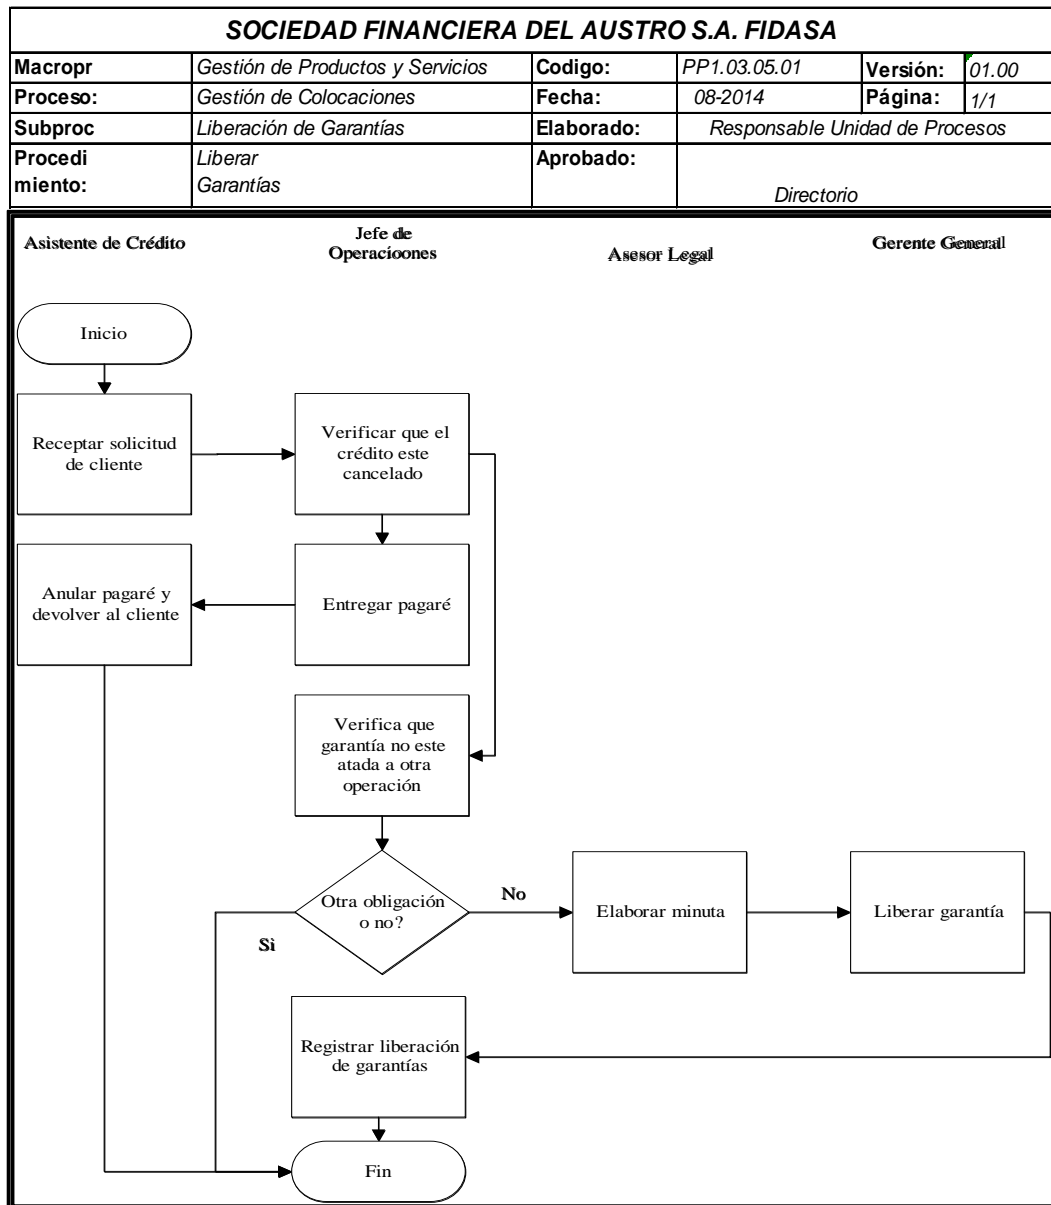 SOCIEDAD FINANCIERA DEL AUSTRO S.A. FIDASA
Macropr Gestión de Productos y Servicios Codigo: PP1.03.05.01 Versión: 01.00
Proceso: Gestión de Colocaciones Fecha: 08-2014 Página: 1/1
Subproc Liberación de Garantías Elaborado: Responsable Unidad de Procesos
Procedi Liberar Aprobado:
miento: Garantías Directorio
Asistente de Crédito
Jefe de
Operacioones
Asesor Legal
Gerente General
Inicio
Receptar solicitud
de cliente
Verificar que el
crédito este
cancelado
Anular pagaré y
devolver al cliente
Entregar pagaré
Verifica que
garantía no este
atada a otra
operación
Otra obligación
o no?
No
Sì
Elaborar minuta
Liberar garantía
Registrar liberación
de garantías
Fin